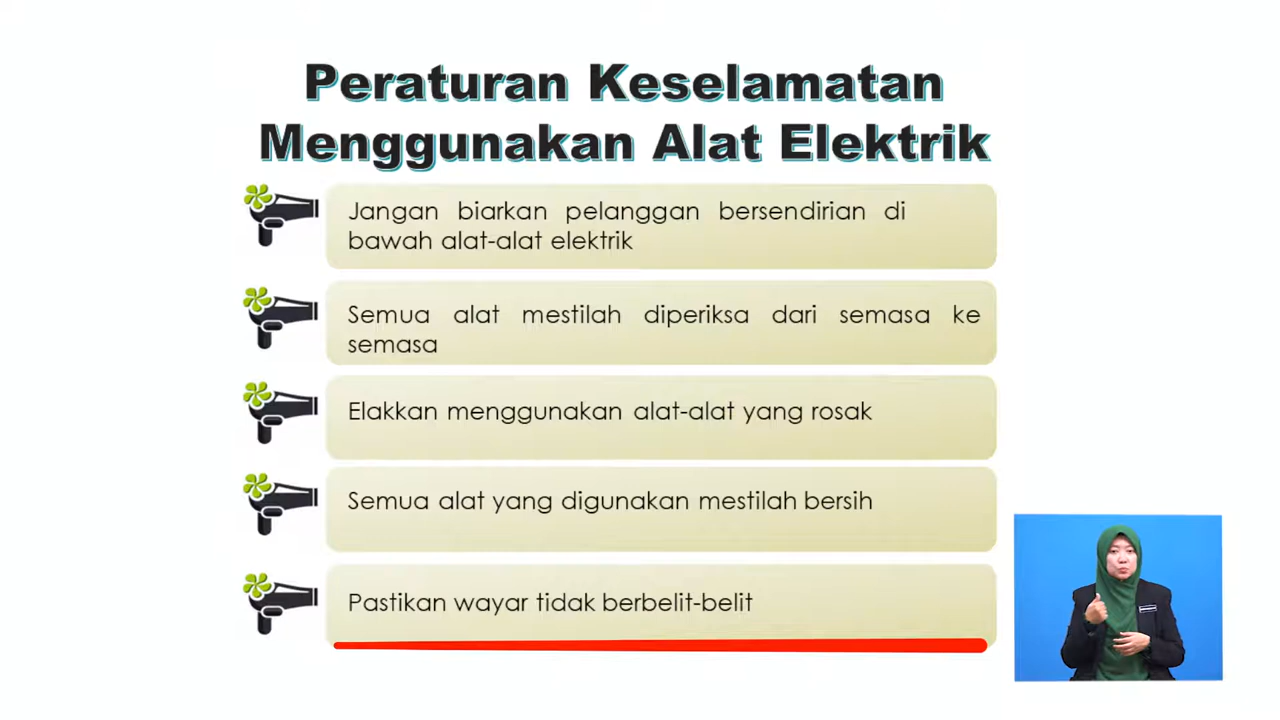 Peraturan Keselamatan
Menggunakan Alat Elektrik
Jangan biarkan pelanggan bersendirian di
bawah alat-alat elektrik
Semua alat mestilah diperiksa dari semasa ke
semasa
Elakkan menggunakan alat-alat yang rosak
Semua alat yang digunakan mestilah bersih
Pastikan wayar tidak berbelit-belit